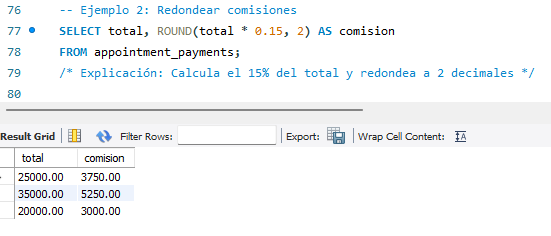 76 -- Ejemplo 2: Redondear comisiones
77 SELECT total, ROUND(total * 0.15, 2) AS comision
78 FROM appointment_payments;
79 /* Explicación: Calcula el 15% del total y redondea a 2 decimales */
80
Result Grid Filter Rows: Export: Wrap Cell Content: IA
total comision
25000.00 3750.00
35000.00 5250.00
20000.00 3000.00